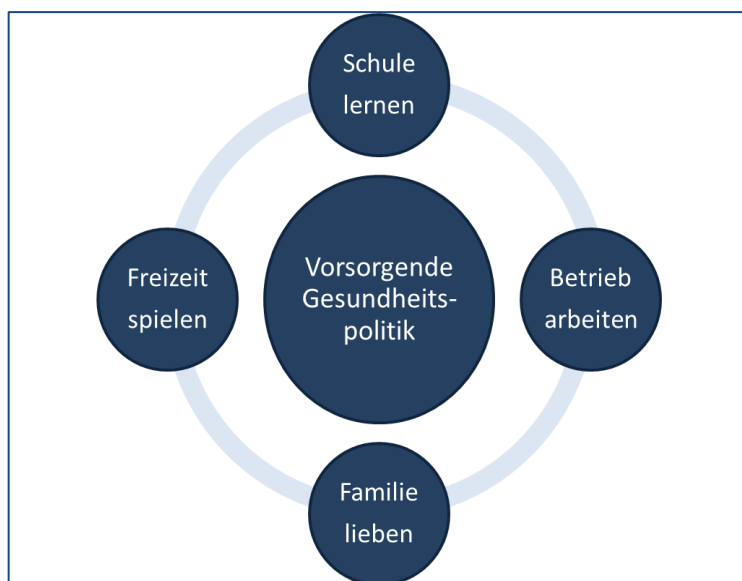 Schule
lernen
Freizeit
spielen
Vorsorgende
Gesundheits-
politik
Betrieb
arbeiten
Familie
lieben